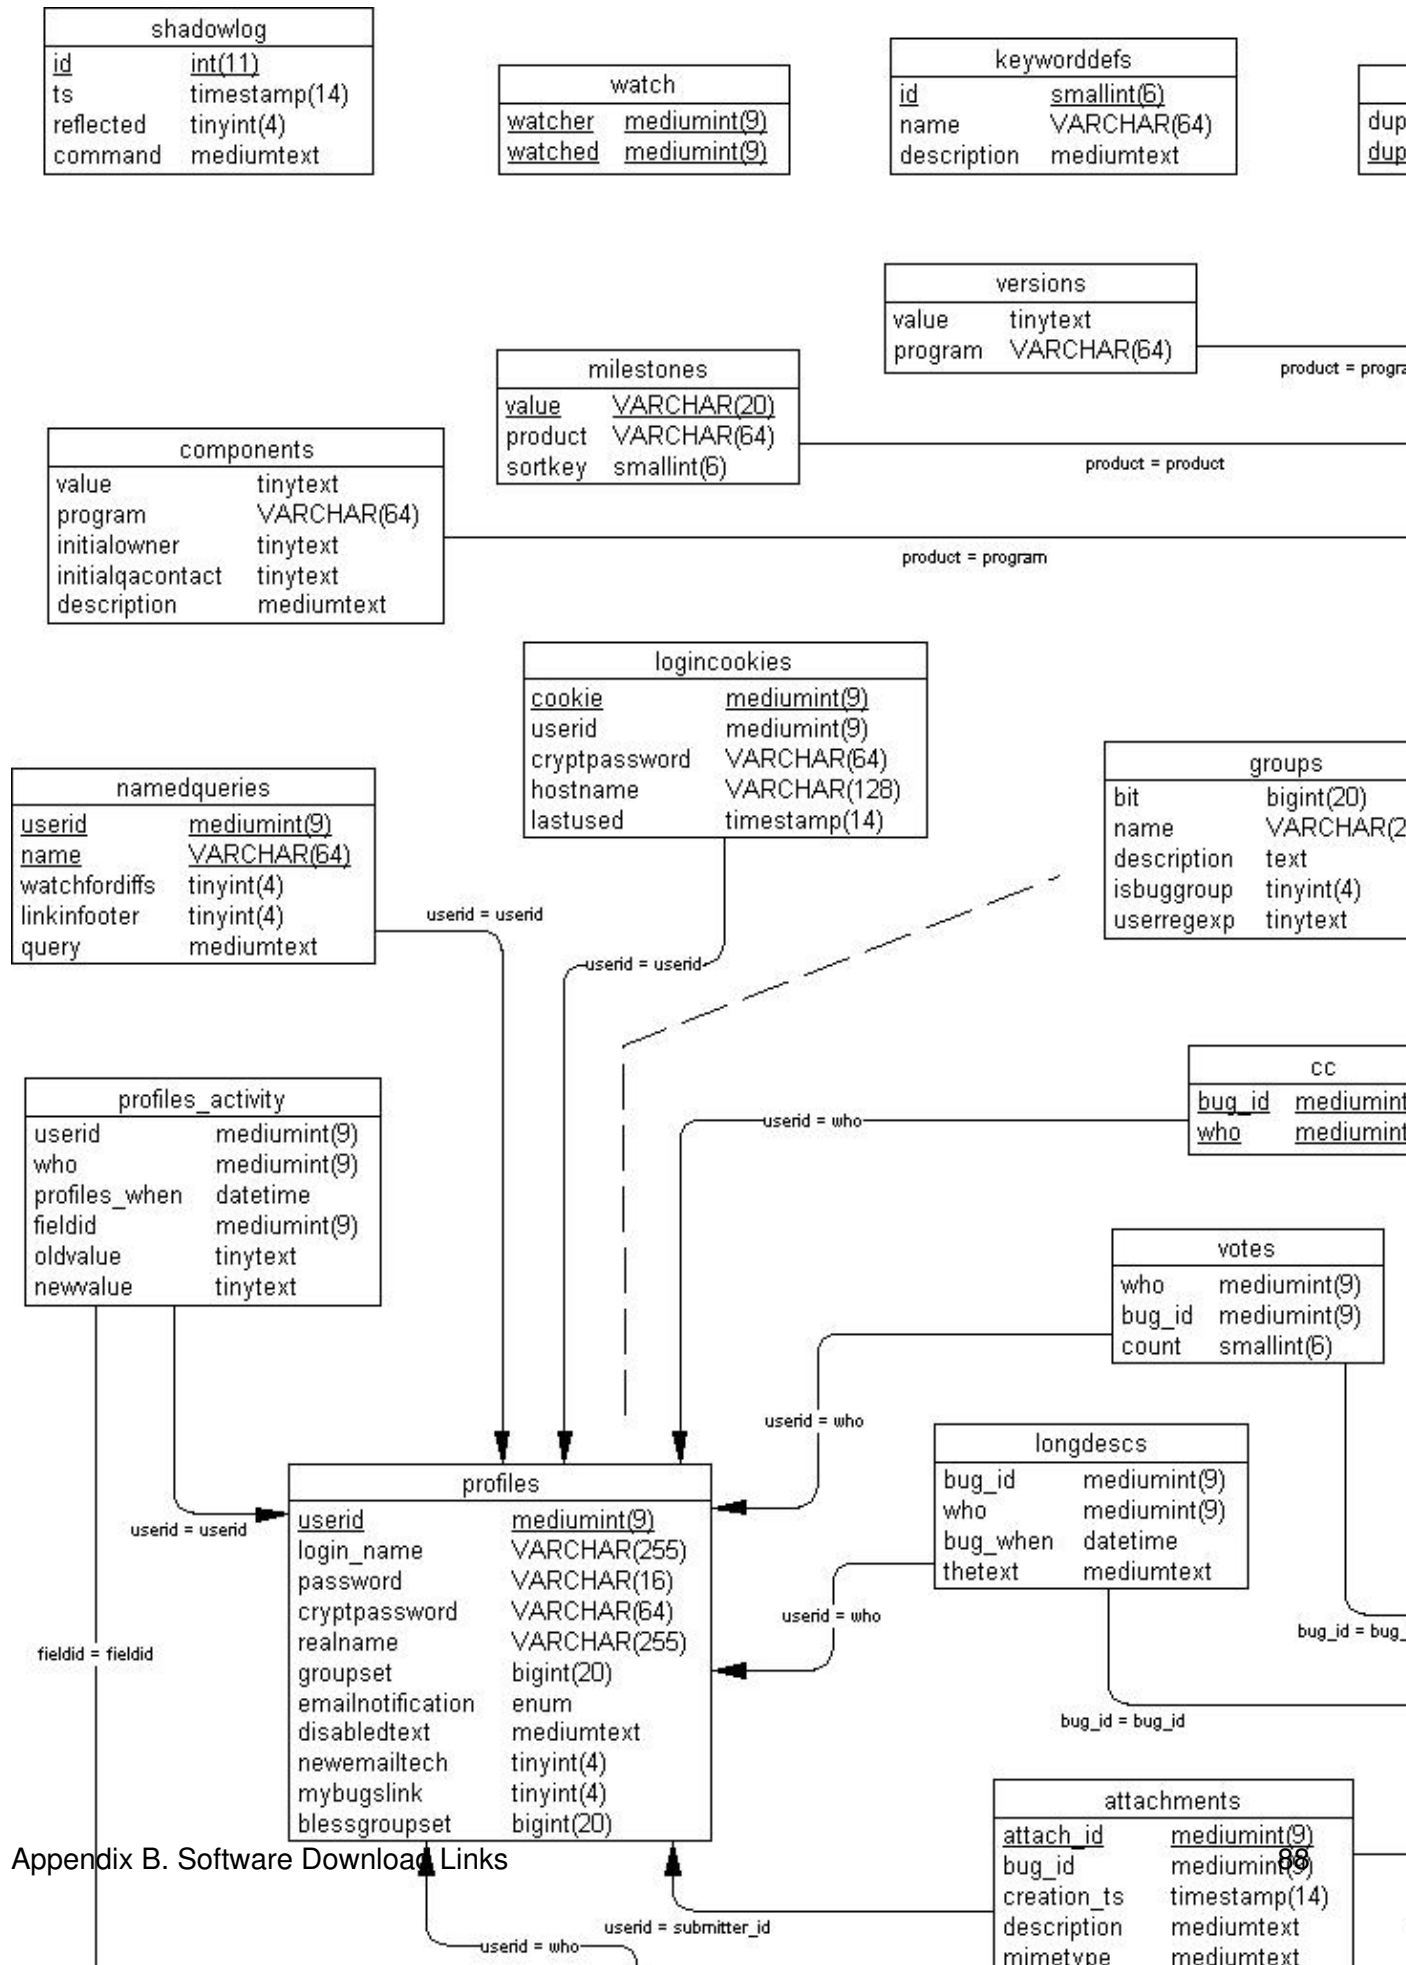 shadowlog
id int(11)
ts timestamp(14)
reflected tinyint(4)
command mediumtext
watch
watcher mediumint(9)
watched mediumint(9)
keyworddefs
id smallint(6)
name VARCHAR(64)
description mediumtext
dup
dup
versions
value tinytext
program VARCHAR(64)
product = progra
milestones
value VARCHAR(20)
product VARCHAR(64)
sortkey smallint(6)
product = product
components
value tinytext
program VARCHAR(64)
initialowner tinytext
initialqacontact tinytext
description mediumtext
product = program
logincookies
cookie mediumint(9)
userid mediumint(9)
cryptpassword VARCHAR(64)
hostname VARCHAR(128)
lastused timestamp(14)
groups
bit bigint(20)
name VARCHAR(2
description text
isbuggroup tinyint(4)
userregexp tinytext
namedqueries
userid mediumint(9)
name VARCHAR(64)
watchfordiffs tinyint(4)
linkinfooter tinyint(4)
query mediumtext
userid = userid
userid = userid
cc
bug_id mediumint
who mediumint
userid = who
profiles_activity
userid mediumint(9)
who mediumint(9)
profiles_when datetime
fieldid mediumint(9)
oldvalue tinytext
newvalue tinytext
votes
who mediumint(9)
bug_id mediumint(9)
count smallint(6)
userid = who
longdescs
bug_id mediumint(9)
who mediumint(9)
bug_when datetime
thetext mediumtext
profiles
userid mediumint(9)
login_name VARCHAR(255)
password VARCHAR(16)
cryptpassword VARCHAR(64)
realname VARCHAR(255)
groupset bigint(20)
emailnotification enum
disabledtext mediumtext
newemailtech tinyint(4)
mybugslink tinyint(4)
blessgroupset bigint(20)
userid = userid
userid = who
bug_id = bug_
fieldid = fieldid
bug_id = bug_id
attachments
attach_id mediumint(9)
bug_id mediumint(9)
creation_ts timestamp(14)
description mediumtext
mimetype mediumtext
Appendix B. Software Download Links 88
userid = submitter_id
userid = who